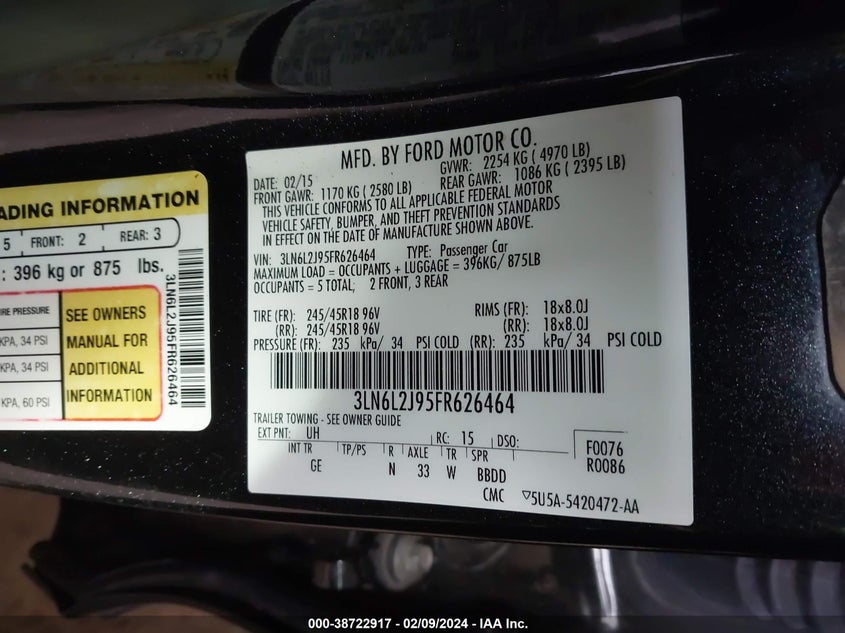 ADING INFORMATION
5 FRONT: 2 REAR: 3
: 396 kg or 875 lbs.
IRE PRESSURE
KPA, 34 PSI
KPA, 34 PSI
KPA, 60 PSI
SEE OWNERS
MANUAL FOR
ADDITIONAL
INFORMATION
3LN6L2J95FR626464
MFD. BY FORD MOTOR CO.
DATE: 02/15 GVWR: 2254 KG ( 4970 LB)
FRONT GAWR: 1170 KG ( 2580 LB) REAR GAWR: 1086 KG ( 2395 LB)
THIS VEHICLE CONFORMS TO ALL APPLICABLE FEDERAL MOTOR
VEHICLE SAFETY, BUMPER, AND THEFT PREVENTION STANDARDS
IN EFFECT ON THE DATE OF MANUFACTURE SHOWN ABOVE.
VIN: 3LN6L2J95FR626464 TYPE: Passenger Car
MAXIMUM LOAD = OCCUPANTS + LUGGAGE = 396KG/ 875LB
OCCUPANTS = 5 TOTAL; 2 FRONT, 3 REAR
TIRE (FR): 245/45R18 96V RIMS (FR): 18x8.0J
(RR): 245/45R18 96V (RR): 18x8.0J
PRESSURE (FR): 235 kPa/ 34 PSI COLD (RR): 235 kPa/ 34 PSI COLD
3LN6L2J95FR626464
TRAILER TOWING - SEE OWNER GUIDE
EXT PNT: UH RC: 15 DSO: F0076
INT TR TP/PS R AXLE TR SPR R0086
GE N 33 W BBDD
CMC ▽5U5A-5420472-AA
000-38722917 - 02/09/2024 - IAA Inc.